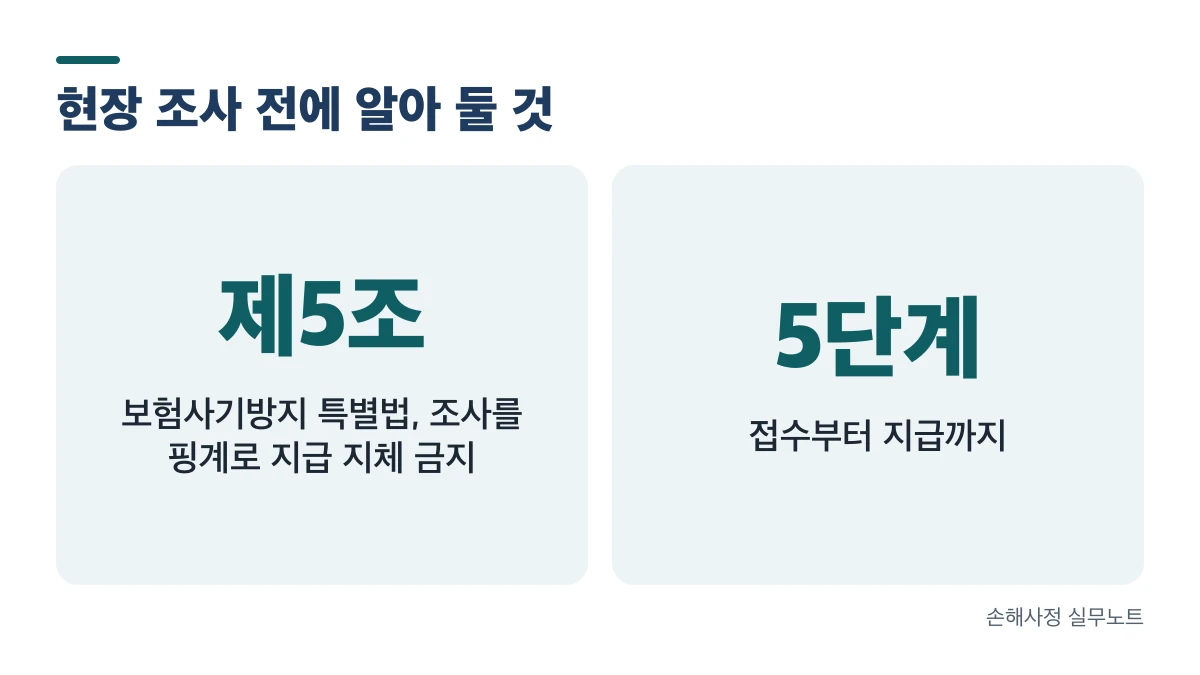 현장 조사 전에 알아 둘 것
제5조
보험사기방지 특별법, 조사를
핑계로 지급 지체 금지
5단계
접수부터 지급까지
손해사정 실무노트